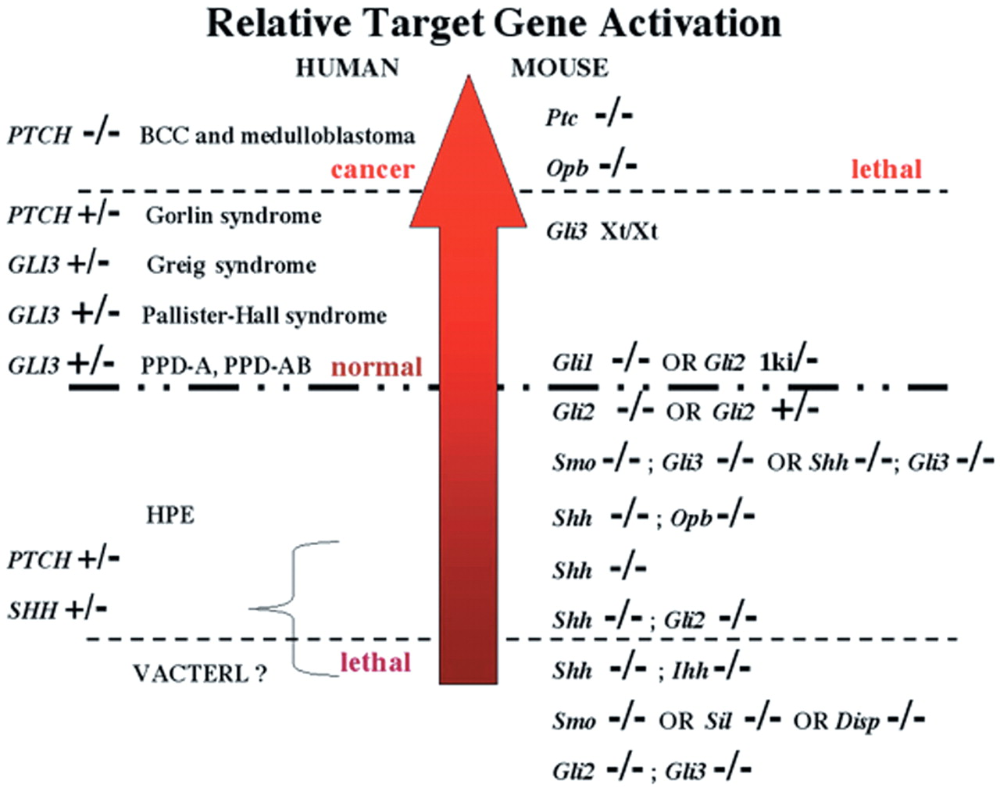 Relative Target Gene Activation
HUMAN MOUSE
PTCH -/- BCC and medulloblastoma
cancer
Ptc -/-
Opb -/- lethal
PTCH +/- Gorlin syndrome
Gli3 Xt/Xt
GLI3 +/- Greig syndrome
GLI3 +/- Pallister-Hall syndrome
GLI3 +/- PPD-A, PPD-AB normal
Gli1 -/- OR Gli2 1ki/-
Gli2 -/- OR Gli2 +/-
Smo -/- ; Gli3 -/- OR Shh -/-; Gli3 -/-
HPE
Shh -/- ; Opb -/-
PTCH +/-
Shh -/-
SHH +/-
Shh -/- ; Gli2 -/-
VACTERL ? lethal
Shh -/- ; Ihh -/-
Smo -/- OR Sil -/- OR Disp -/-
Gli2 -/- ; Gli3 -/-